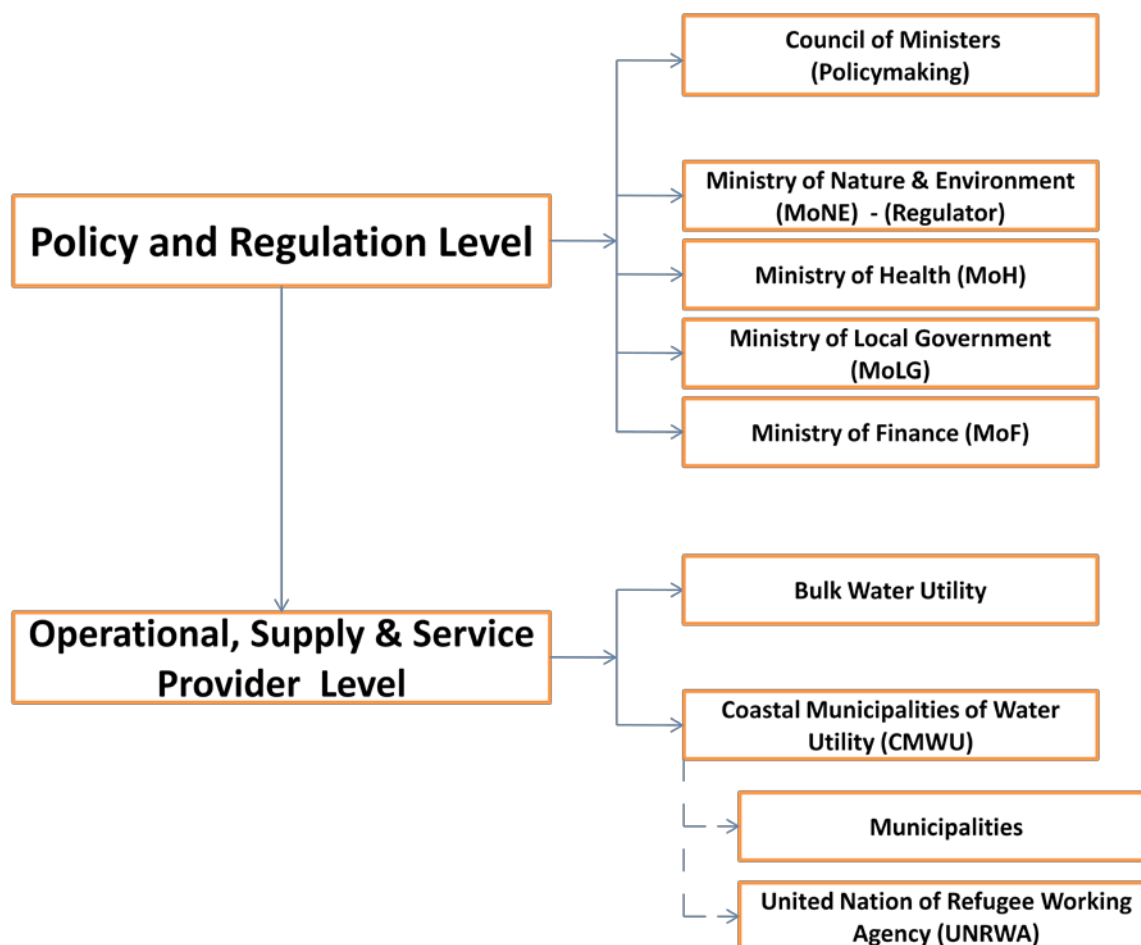 Council of Ministers
(Policymaking)
Ministry of Nature & Environment
(MoNE) - (Regulator)
Policy and Regulation Level
Ministry of Health (MoH)
Ministry of Local Government
(MoLG)
Ministry of Finance (MoF)
Bulk Water Utility
Operational, Supply & Service
Provider Level
Coastal Municipalities of Water
Utility (CMWU)
Municipalities
United Nation of Refugee Working
Agency (UNRWA)